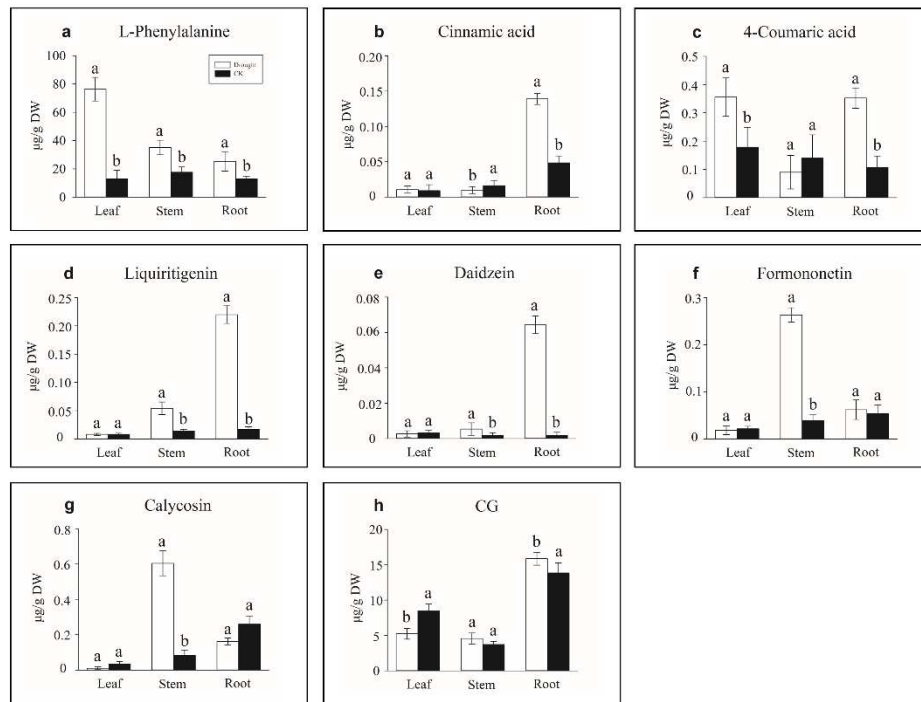 a L-Phenylalanine
µg/g DW
100
80
60
40
20
0
a b a b a b
Drought
CK
Leaf Stem Root
b Cinnamic acid
µg/g DW
0.20
0.15
0.10
0.05
0
a a b a a b
Leaf Stem Root
c 4-Coumaric acid
µg/g DW
0.5
0.4
0.3
0.2
0.1
0
a b a a a b
Leaf Stem Root
d Liquiritigenin
µg/g DW
0.25
0.20
0.15
0.10
0.05
0
a a a b a b
Leaf Stem Root
e Daidzein
µg/g DW
0.08
0.06
0.04
0.02
0
a a a b a b
Leaf Stem Root
f Formononetin
µg/g DW
0.3
0.2
0.1
0
a a a b a a
Leaf Stem Root
g Calycosin
µg/g DW
0.8
0.6
0.4
0.2
0
a a a b a a
Leaf Stem Root
h CG
µg/g DW
20
15
10
5
0
b a a a b a
Leaf Stem Root